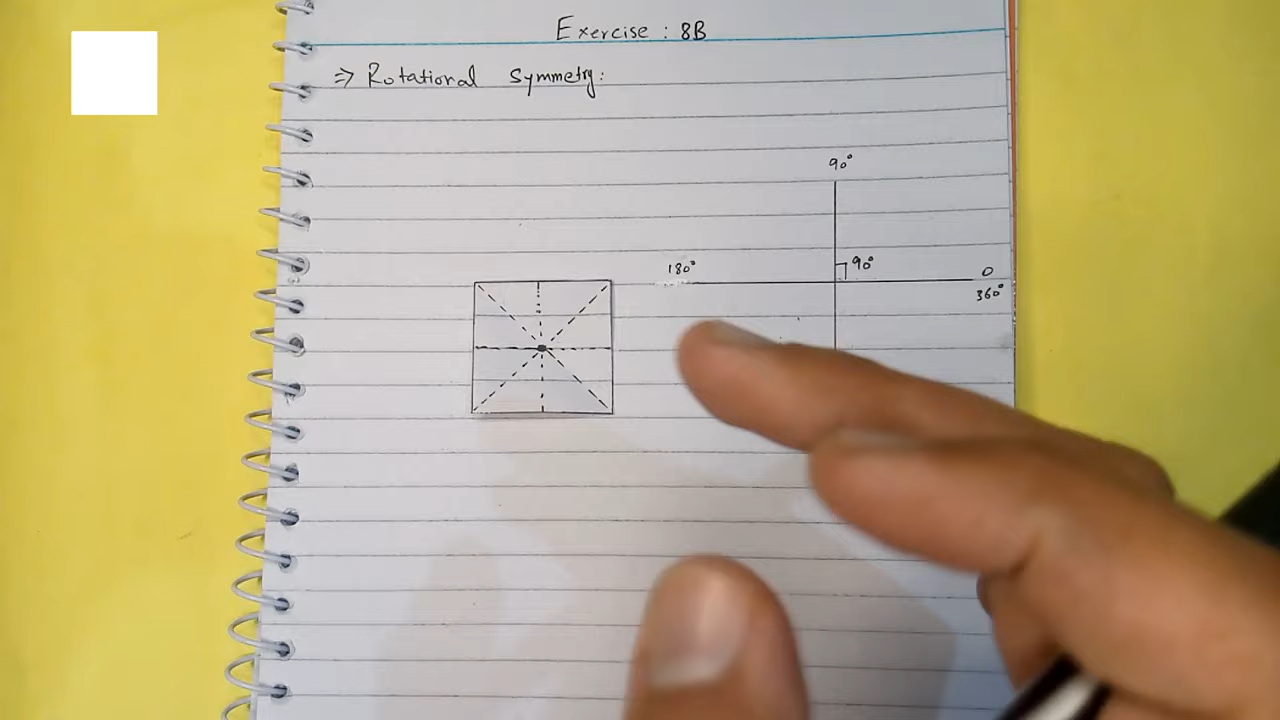 Exercise : 8B
⇒ Rotational Symmetry:
90°
180°
90°
0
360°